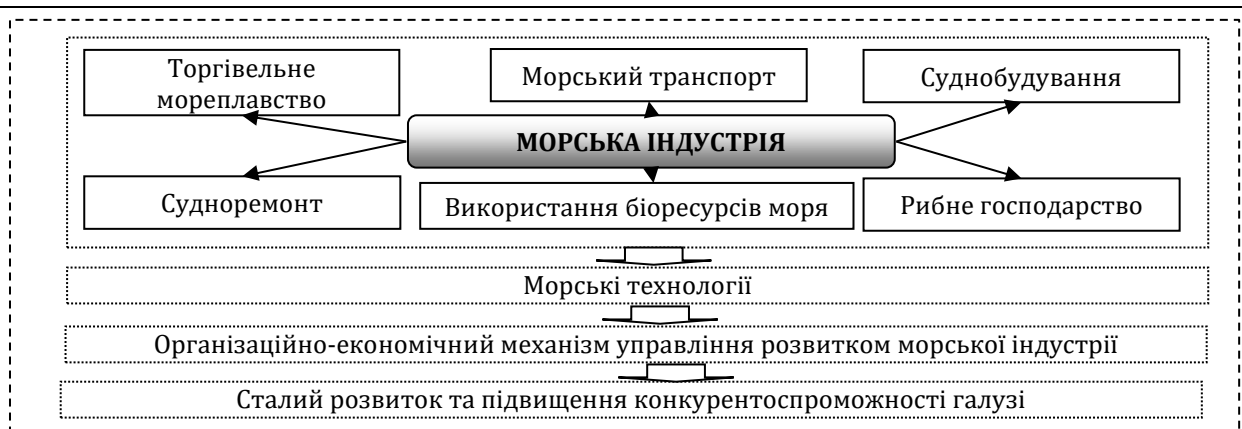 Торгівельне
мореплавство
Морський транспорт
Суднобудування
МОРСЬКА ІНДУСТРІЯ
Судноремонт
Використання біоресурсів моря
Рибне господарство
Морські технології
Організаційно-економічний механізм управління розвитком морської індустрії
Сталий розвиток та підвищення конкурентоспроможності галузі